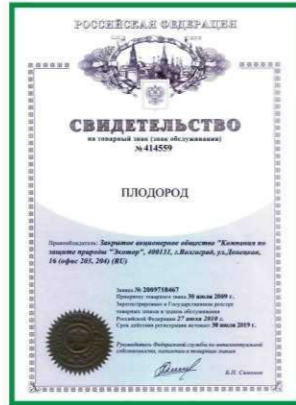 РОССИЙСКАЯ ФЕДЕРАЦИЯ
СВИДЕТЕЛЬСТВО
на товарный знак (знак обслуживания)
№ 414559
ПЛОДОРОД
Правообладатель: Закрытое акционерное общество "Компания по
защите природы "Экотор", 400131, г.Волгоград, ул.Донецкая,
16 (офис 203, 204) (RU)
Заявка № 2009718467
Приоритет товарного знака 30 июля 2009 г.
Зарегистрировано в Государственном реестре
товарных знаков и знаков обслуживания
Российской Федерации 27 июля 2010 г.
Срок действия регистрации истекает 30 июля 2019 г.
Руководитель Федеральной службы по интеллектуальной
собственности, патентам и товарным знакам
Б.П. Симонов